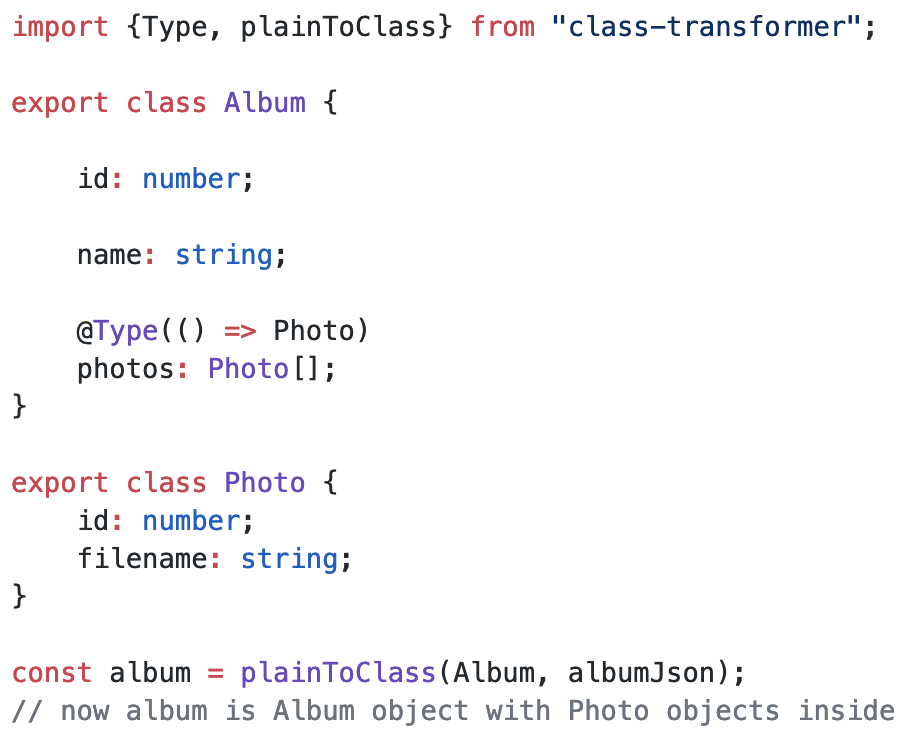 import {Type, plainToClass} from "class-transformer";
export class Album {
id: number;
name: string;
@Type(() => Photo)
photos: Photo[];
}
export class Photo {
id: number;
filename: string;
}
const album = plainToClass(Album, albumJson);
// now album is Album object with Photo objects inside